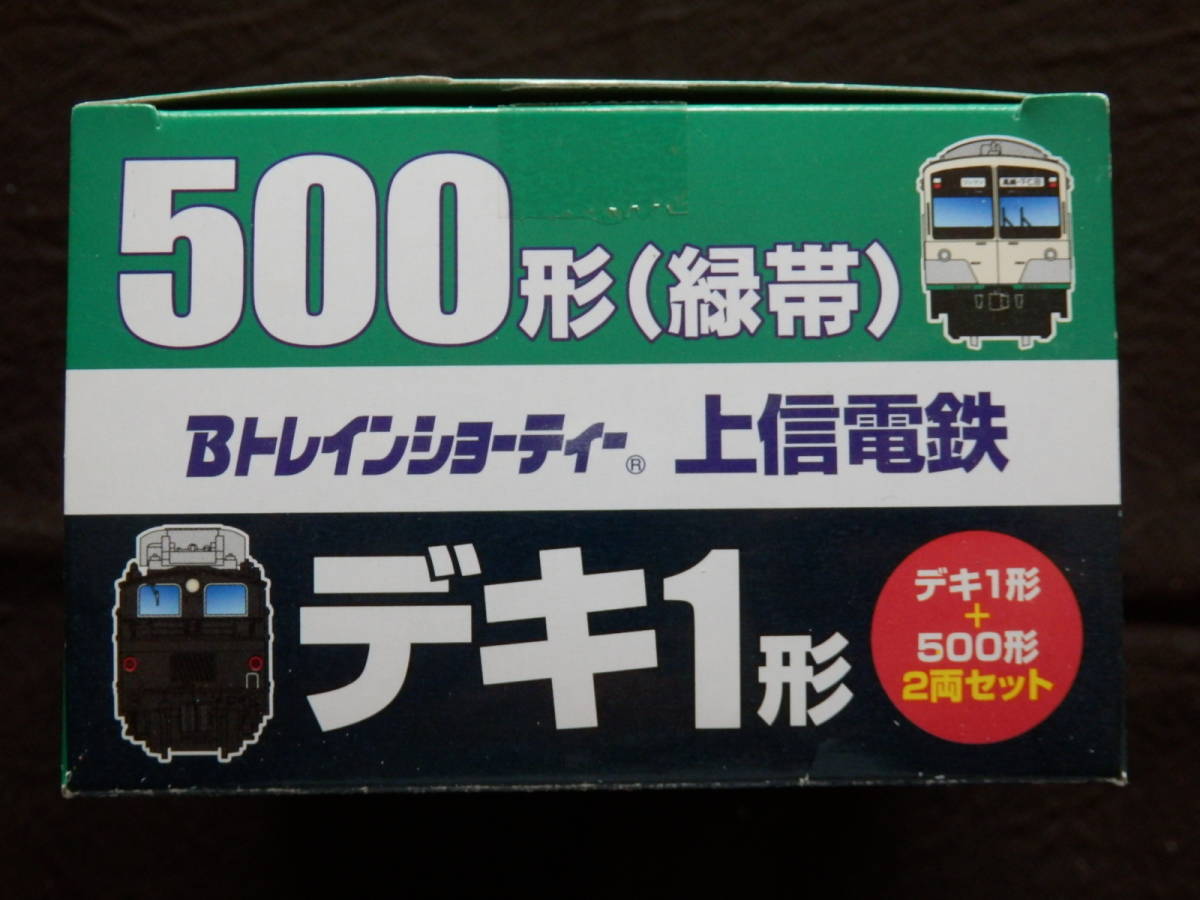 500形(緑帯)
Bトレインショーティー® 上信電鉄
デキ1形
デキ1形
+
500形
2両セット